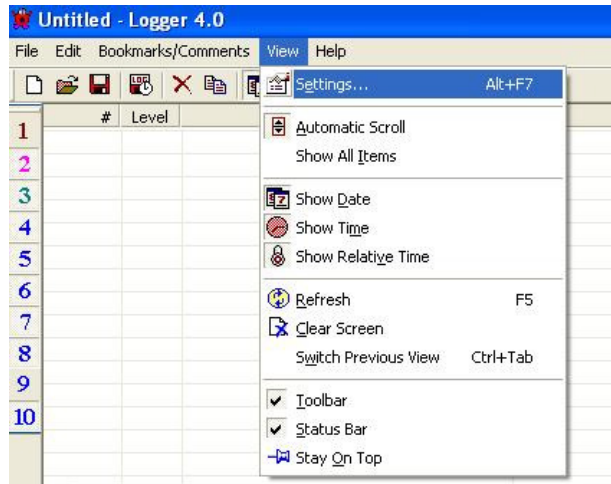 Untitled - Logger 4.0
File Edit Bookmarks/Comments View Help
# Level
Settings... Alt+F7
Automatic Scroll
Show All Items
Show Date
Show Time
Show Relative Time
Refresh F5
Clear Screen
Switch Previous View Ctrl+Tab
Toolbar
Status Bar
Stay On Top
1
2
3
4
5
6
7
8
9
10